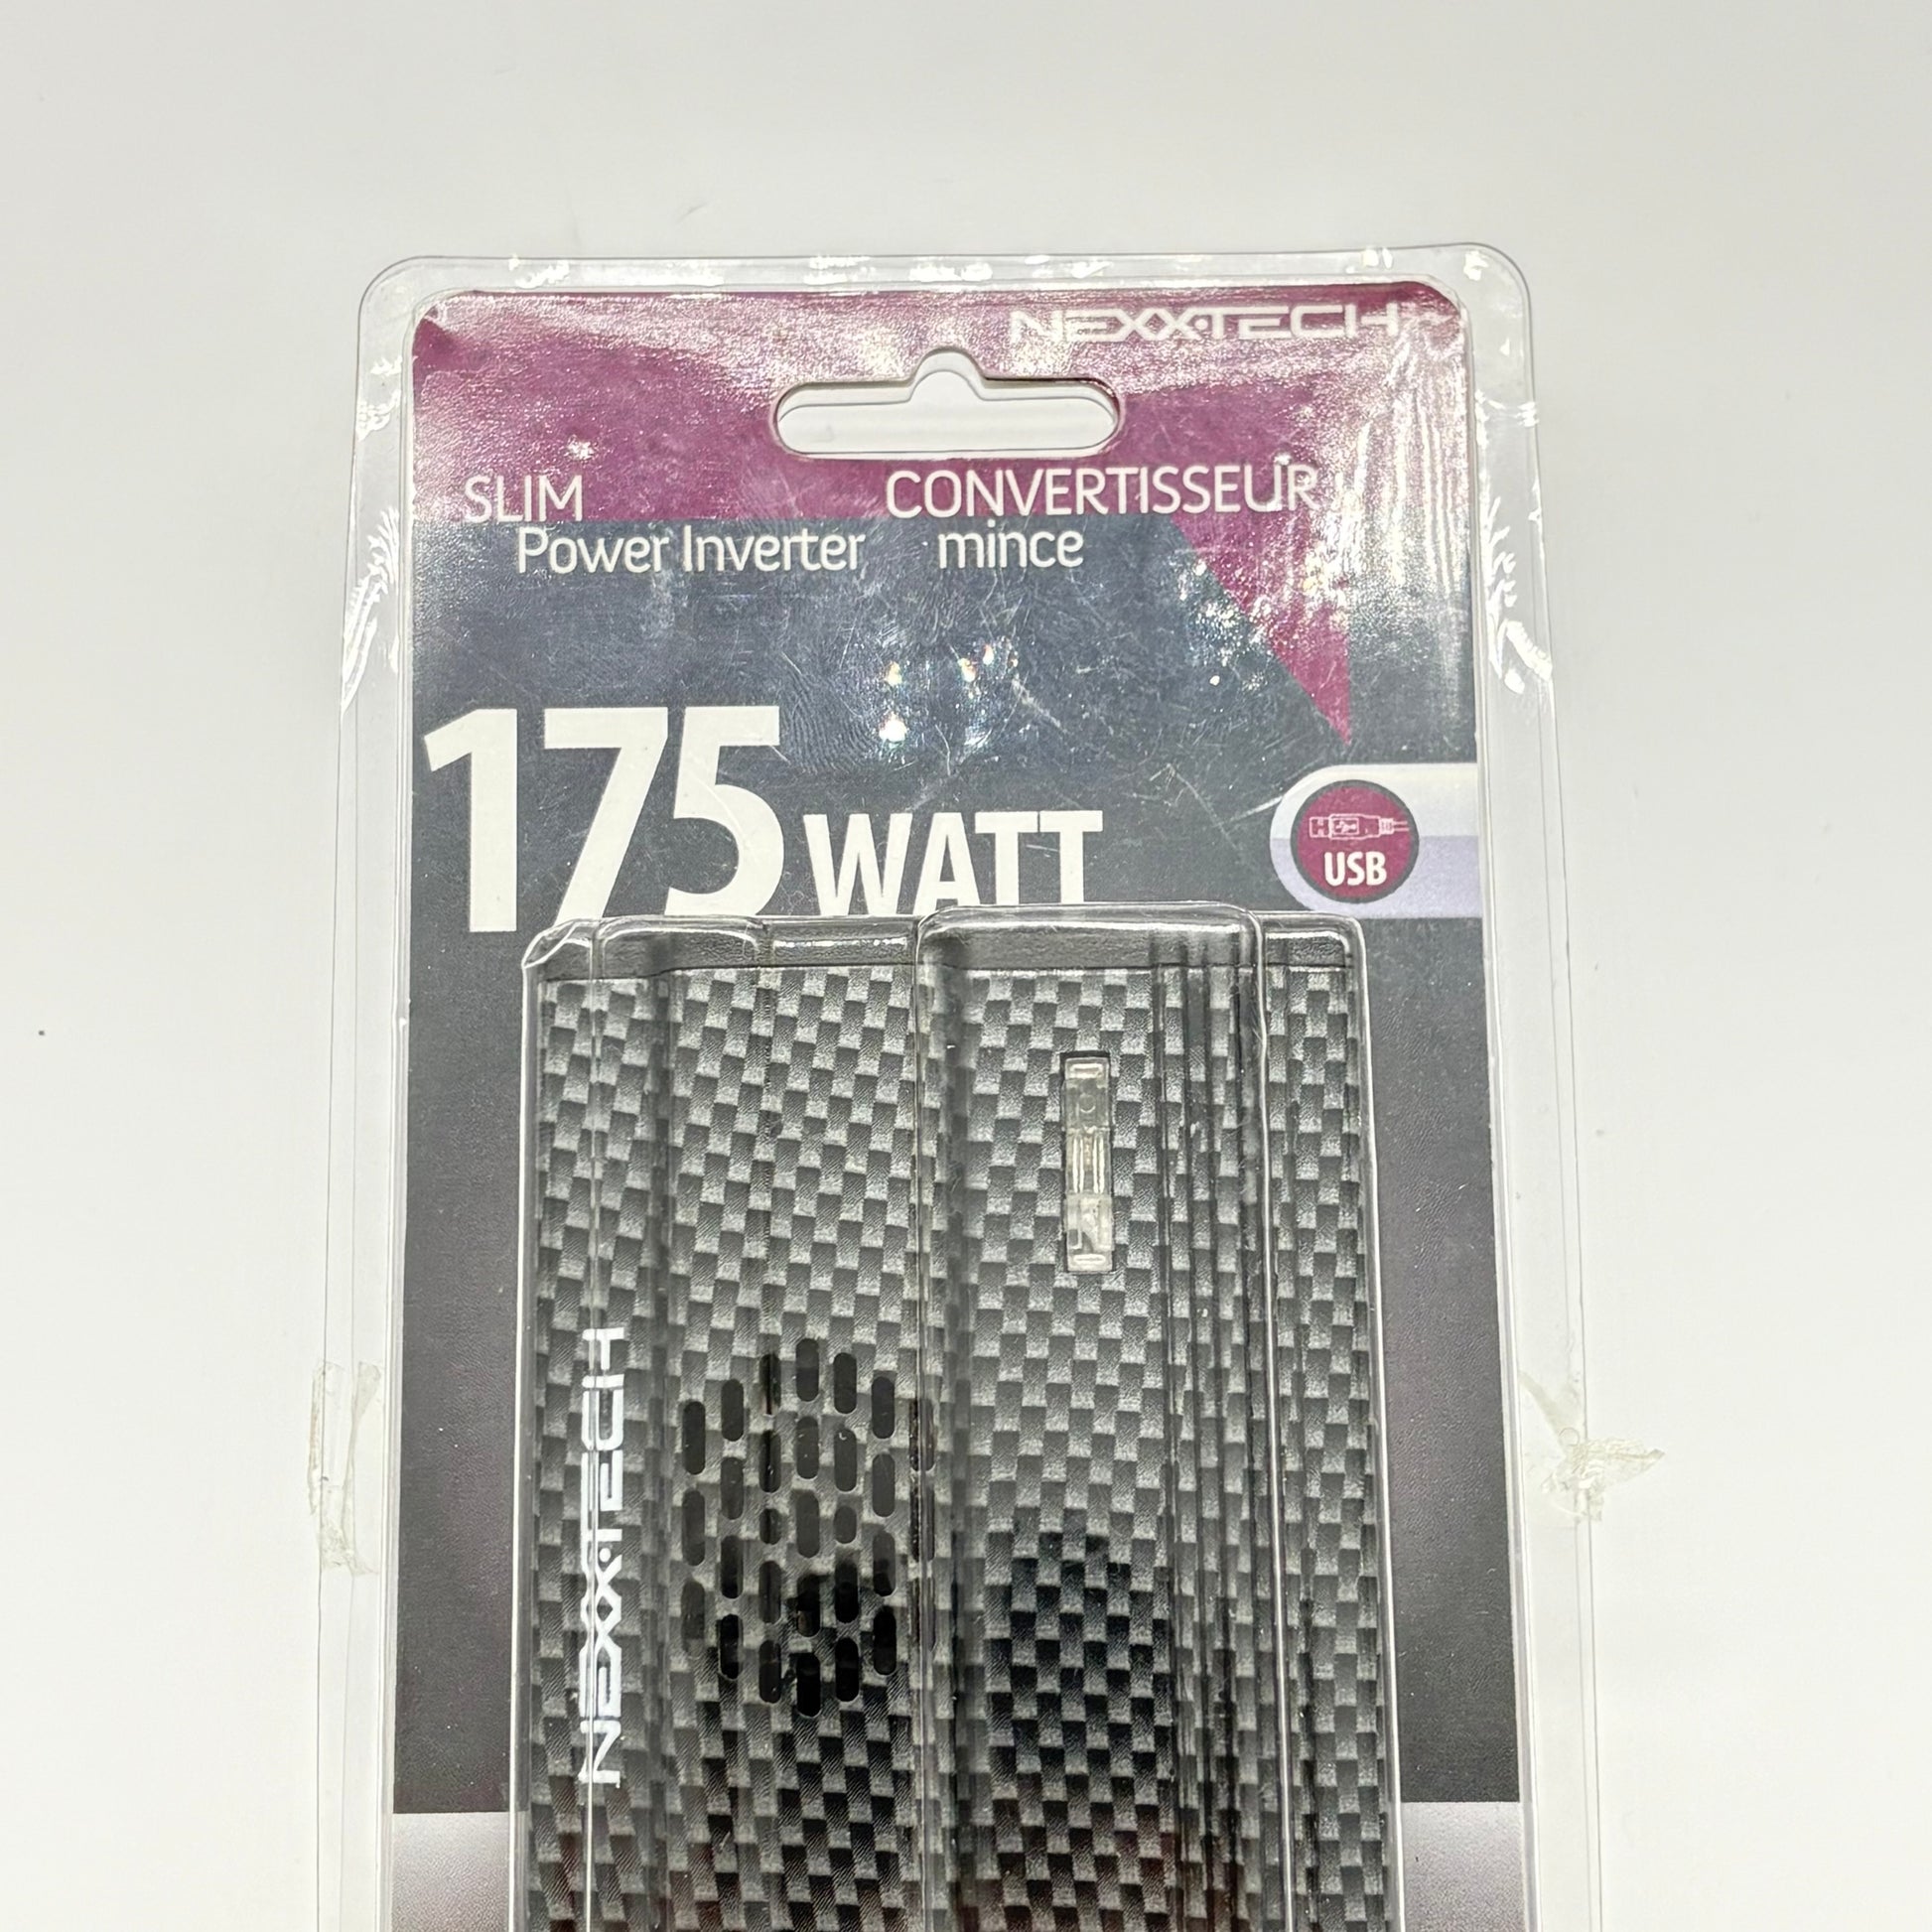 NEXXTECH
SLIM
Power Inverter
CONVERTISSEUR
mince
175 WATT
USB
NEXXTECH